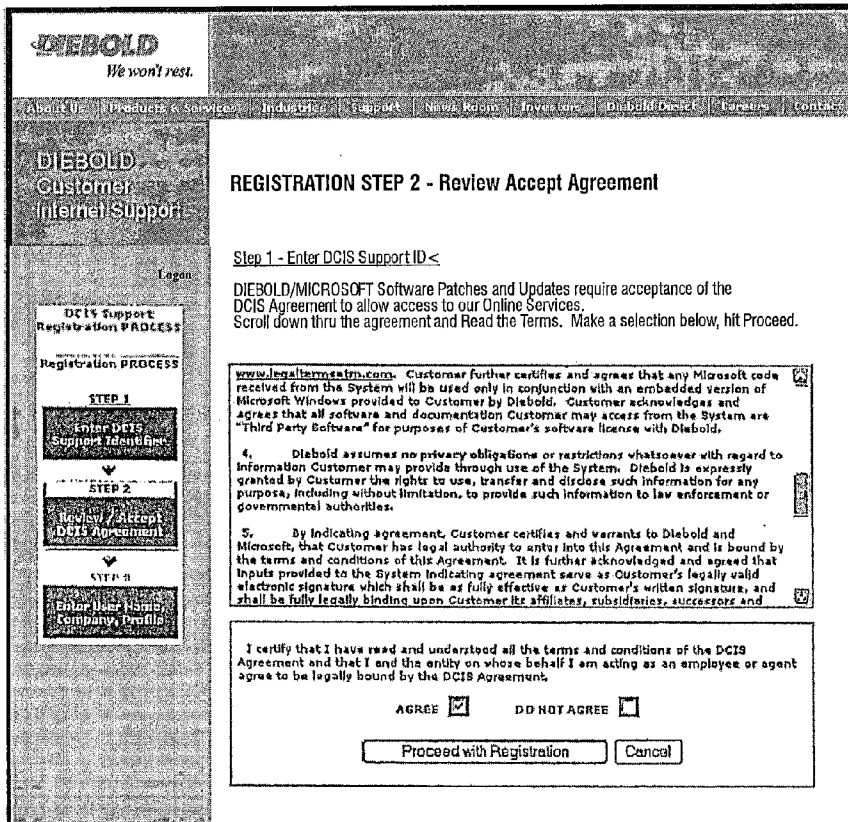 DIEBOLD
We won't rest.
About Us | Products & Services | Industries | Support | News Room | Investors | Diebold Direct | Careers | Contact
DIEBOLD
Customer
Internet Support
Logon
DCIS Support
Registration PROCESS
Registration PROCESS
STEP 1
Enter DCIS
Support Identifier
STEP 2
Review / Accept
DCIS Agreement
STEP 3
Enter User Name
Company, Profile
REGISTRATION STEP 2 - Review Accept Agreement
Step 1 - Enter DCIS Support ID<
DIEBOLD/MICROSOFT Software Patches and Updates require acceptance of the
DCIS Agreement to allow access to our Online Services.
Scroll down thru the agreement and Read the Terms. Make a selection below, hit Proceed.
www.legaltermsatm.com. Customer further certifies and agrees that any Microsoft code
received from the System will be used only in conjunction with an embedded version of
Microsoft Windows provided to Customer by Diebold. Customer acknowledges and
agrees that all software and documentation Customer may access from the System are
"Third Party Software" for purposes of Customer's software license with Diebold.
4. Diebold assumes no privacy obligations or restrictions whatsoever with regard to
information Customer may provide through use of the System. Diebold is expressly
granted by Customer the rights to use, transfer and disclose such information for any
purpose, including without limitation, to provide such information to law enforcement or
governmental authorities.
5. By indicating agreement, Customer certifies and warrants to Diebold and
Microsoft, that Customer has legal authority to enter into this Agreement and is bound by
the terms and conditions of this Agreement. It is further acknowledged and agreed that
inputs provided to the System indicating agreement serve as Customer's legally valid
electronic signature which shall be as fully effective as Customer's written signature, and
shall be fully legally binding upon Customer its affiliates, subsidiaries, successors and
I certify that I have read and understood all the terms and conditions of the DCIS
Agreement and that I and the entity on whose behalf I am acting as an employee or agent
agree to be legally bound by the DCIS Agreement.
AGREE DO NOT AGREE
Proceed with Registration Cancel